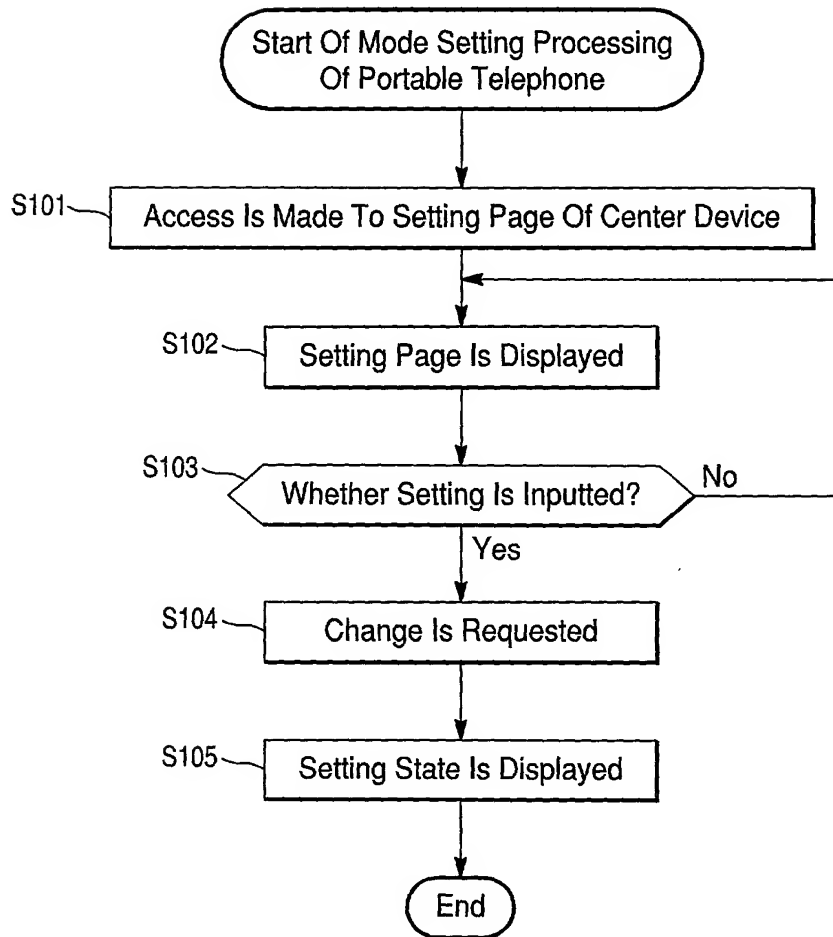 Start Of Mode Setting Processing
Of Portable Telephone
S101
Access Is Made To Setting Page Of Center Device
S102
Setting Page Is Displayed
S103
Whether Setting Is Inputted?
No
Yes
S104
Change Is Requested
S105
Setting State Is Displayed
End